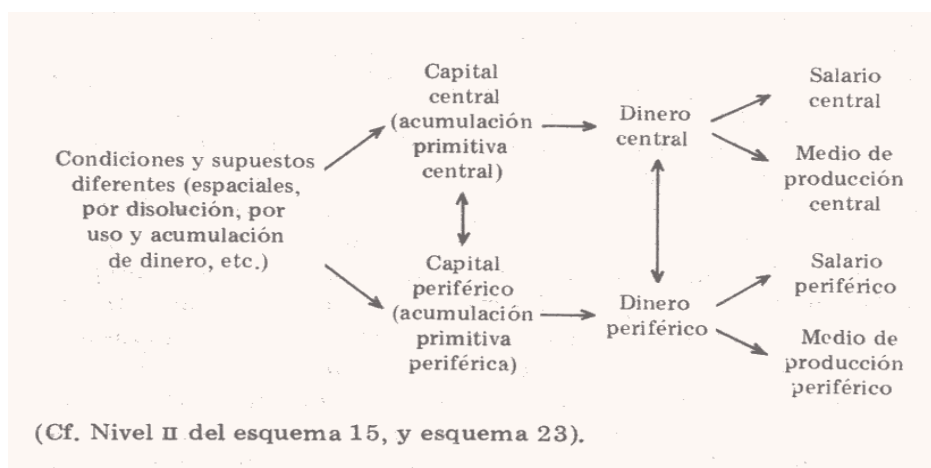 Condiciones y supuestos
diferentes (espaciales,
por disolución, por
uso y acumulación
de dinero, etc.)
Capital
central
(acumulación
primitiva
central)
Capital
periférico
(acumulación
primitiva
periférica)
Dinero
central
Dinero
periférico
Salario
central
Medio de
producción
central
Salario
periférico
Medio de
producción
periférico
(Cf. Nivel II del esquema 15, y esquema 23).